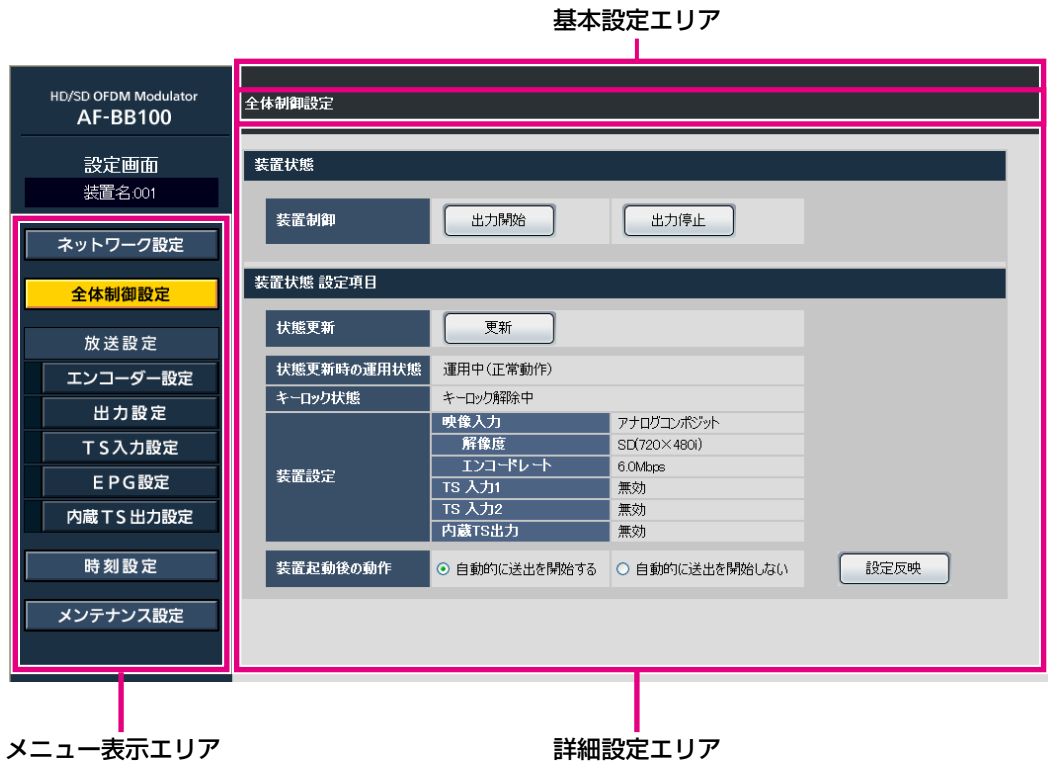 基本設定エリア
HD/SD OFDM Modulator
AF-BB100
設定画面
装置名:001
ネットワーク設定
全体制御設定
放送設定
エンコーダー設定
出力設定
TS入力設定
EPG設定
内蔵TS出力設定
時刻設定
メンテナンス設定
全体制御設定
装置状態
装置制御 出力開始 出力停止
装置状態 設定項目
状態更新 更新
状態更新時の運用状態 運用中(正常動作)
キーロック状態 キーロック解除中
装置設定
映像入力 アナログコンポジット
解像度 SD(720×480i)
エンコードレート 6.0Mbps
TS 入力1 無効
TS 入力2 無効
内蔵TS出力 無効
装置起動後の動作 自動的に送出を開始する 自動的に送出を開始しない 設定反映
メニュー表示エリア
詳細設定エリア